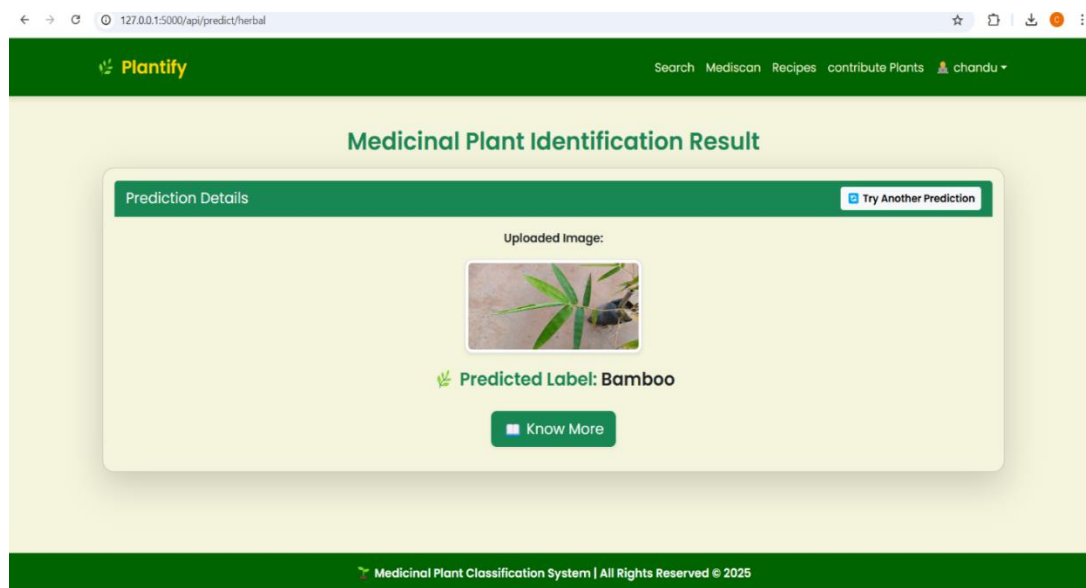 127.0.0.1:5000/api/predict/herbal
C
Plantify
Search Mediscan Recipes contribute Plants chandu
Medicinal Plant Identification Result
Prediction Details
Try Another Prediction
Uploaded Image:
Predicted Label: Bamboo
Know More
Medicinal Plant Classification System | All Rights Reserved © 2025